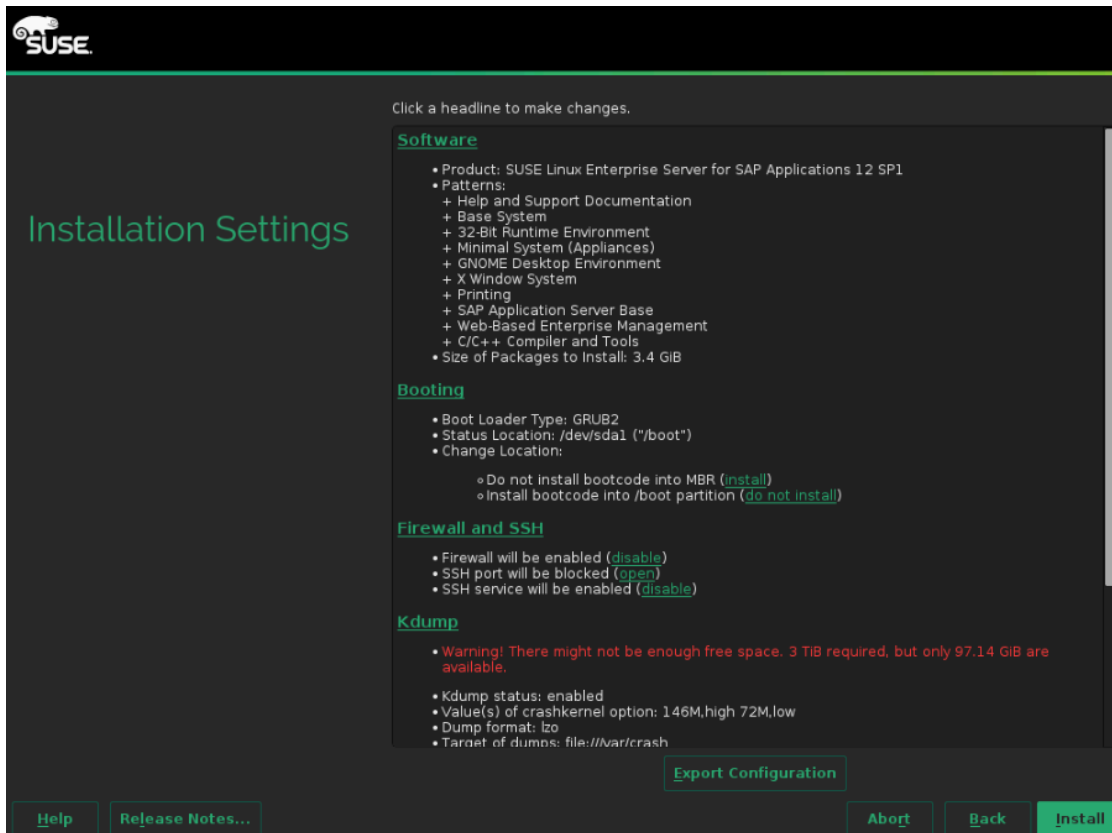 SUSE.
Click a headline to make changes.
Installation Settings
Software
• Product: SUSE Linux Enterprise Server for SAP Applications 12 SP1
• Patterns:
+ Help and Support Documentation
+ Base System
+ 32-Bit Runtime Environment
+ Minimal System (Appliances)
+ GNOME Desktop Environment
+ X Window System
+ Printing
+ SAP Application Server Base
+ Web-Based Enterprise Management
+ C/C++ Compiler and Tools
• Size of Packages to Install: 3.4 GiB
Booting
• Boot Loader Type: GRUB2
• Status Location: /dev/sda1 ("/boot")
• Change Location:
◦ Do not install bootcode into MBR (install)
◦ Install bootcode into /boot partition (do not install)
Firewall and SSH
• Firewall will be enabled (disable)
• SSH port will be blocked (open)
• SSH service will be enabled (disable)
Kdump
• Warning! There might not be enough free space. 3 TiB required, but only 97.14 GiB are
available.
• Kdump status: enabled
• Value(s) of crashkernel option: 146M,high 72M,low
• Dump format: lzo
• Target of dumps: file:///var/crash
Export Configuration
Help
Release Notes...
Abort
Back
Install